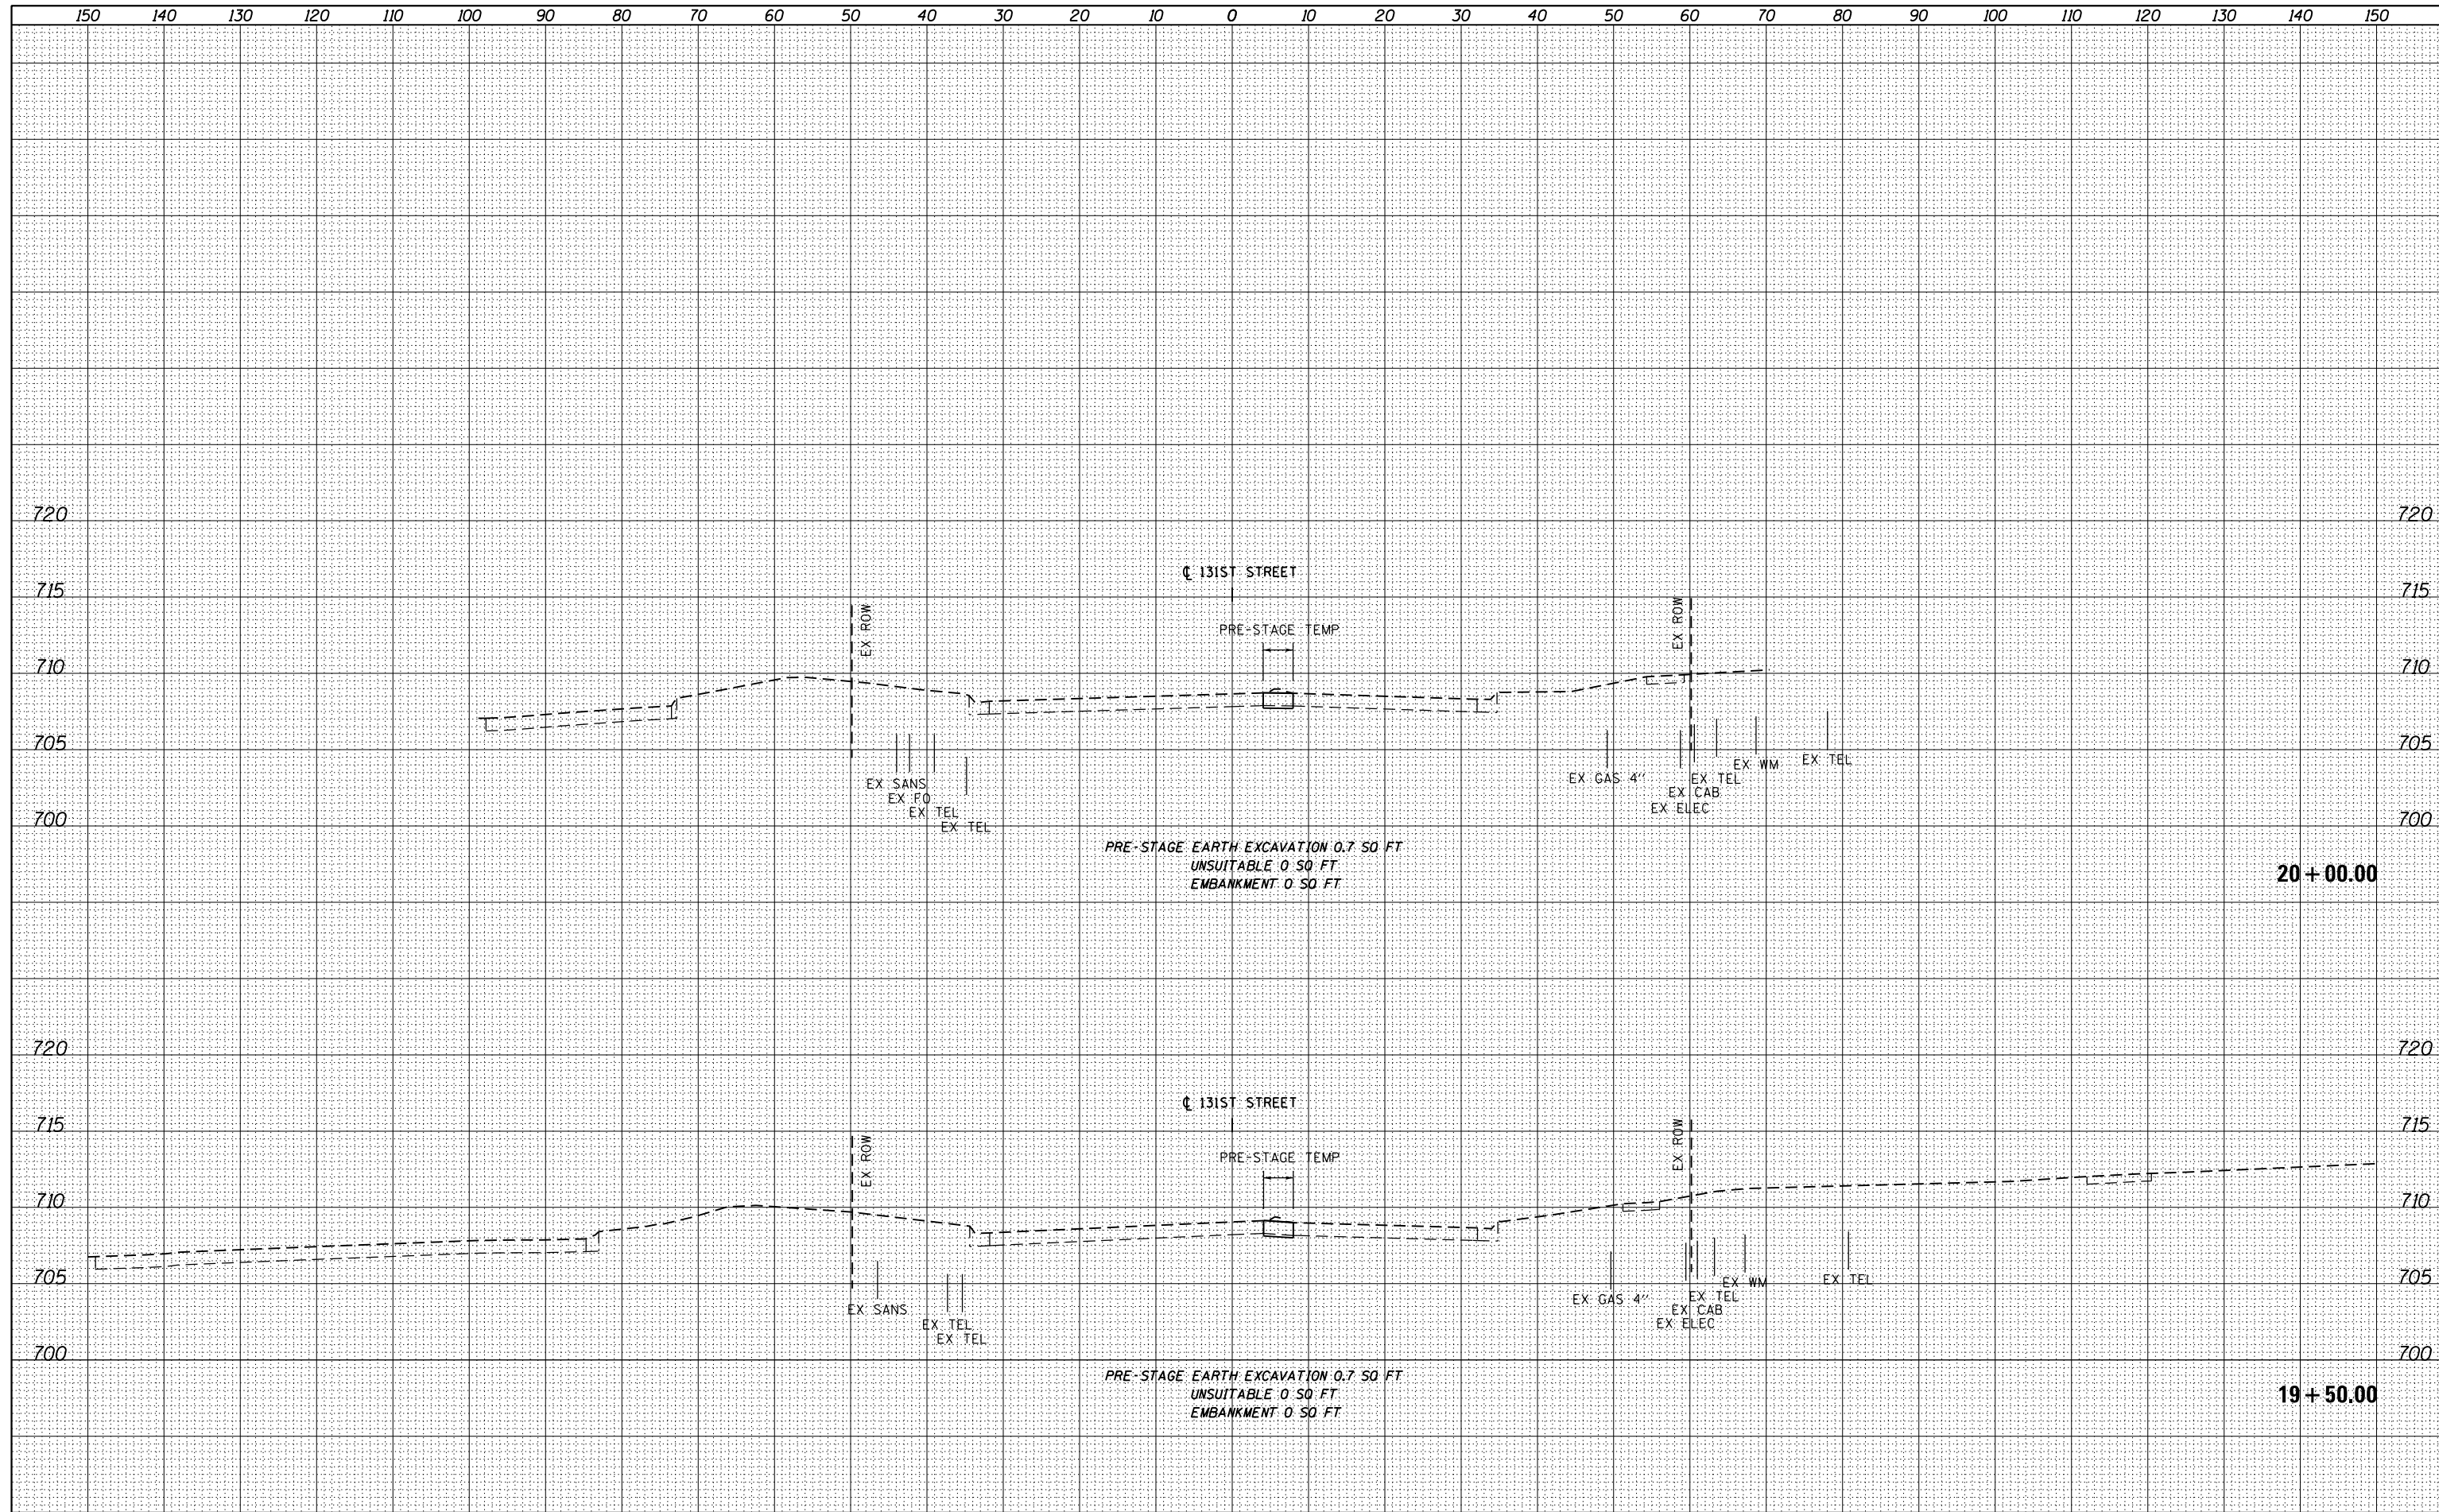 150 140 130 120 110 100 90 80 70 60 50 40 30 20 10 0 10 20 30 40 50 60 70 80 90 100 110 120 130 140 150
720 720
℄ 131ST STREET
715 715
EX ROW
EX ROW
PRE-STAGE TEMP
710 710
705 705
EX SANS
EX FO
EX TEL
EX TEL
EX GAS 4''
EX ELEC
EX CAB
EX TEL
EX WM
EX TEL
700 700
PRE-STAGE EARTH EXCAVATION 0.7 SQ FT
UNSUITABLE 0 SQ FT
EMBANKMENT 0 SQ FT
20+00.00
720 720
℄ 131ST STREET
715 715
EX ROW
EX ROW
PRE-STAGE TEMP
710 710
705 705
EX SANS
EX TEL
EX TEL
EX GAS 4''
EX ELEC
EX CAB
EX TEL
EX WM
EX TEL
700 700
PRE-STAGE EARTH EXCAVATION 0.7 SQ FT
UNSUITABLE 0 SQ FT
EMBANKMENT 0 SQ FT
19+50.00